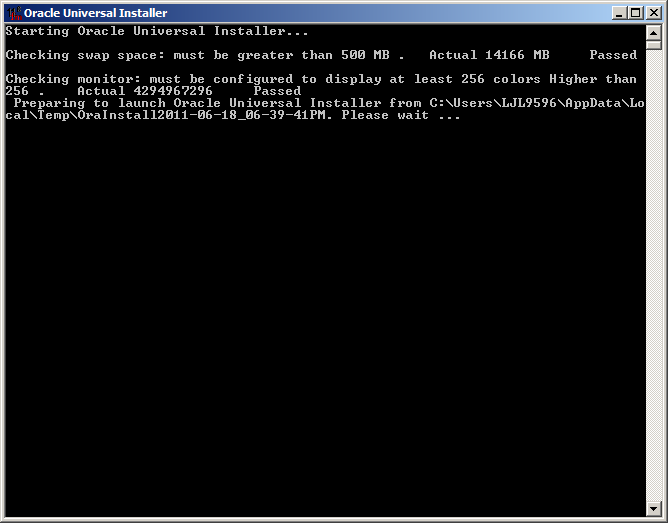 Oracle Universal Installer
Starting Oracle Universal Installer...
Checking swap space: must be greater than 500 MB .   Actual 14166 MB     Passed
Checking monitor: must be configured to display at least 256 colors Higher than
256 .    Actual 4294967296     Passed
 Preparing to launch Oracle Universal Installer from C:\Users\LJL9596\AppData\Lo
cal\Temp\OraInstall2011-06-18_06-39-41PM. Please wait ...